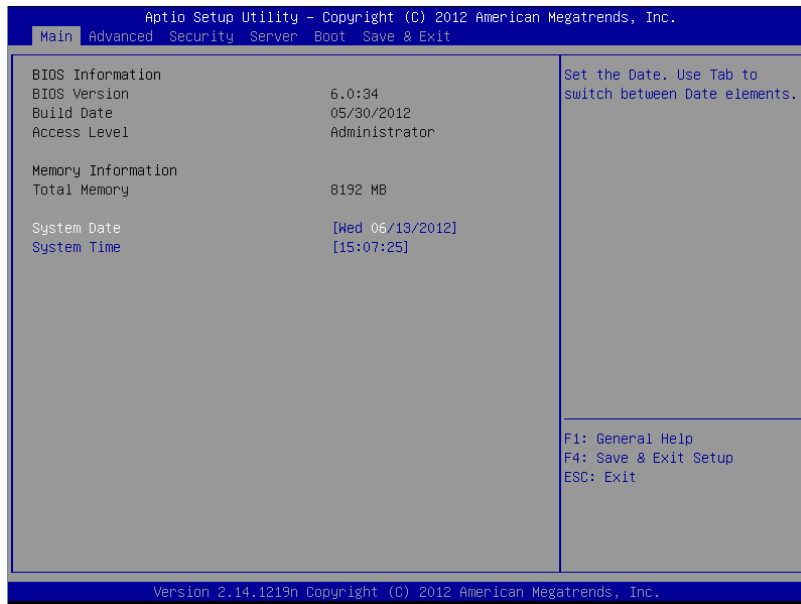 Aptio Setup Utility – Copyright (C) 2012 American Megatrends, Inc.
Main Advanced Security Server Boot Save & Exit
BIOS Information
BIOS Version 6.0:34
Build Date 05/30/2012
Access Level Administrator
Memory Information
Total Memory 8192 MB
System Date [Wed 06/13/2012]
System Time [15:07:25]
Set the Date. Use Tab to
switch between Date elements.
F1: General Help
F4: Save & Exit Setup
ESC: Exit
Version 2.14.1219n Copyright (C) 2012 American Megatrends, Inc.